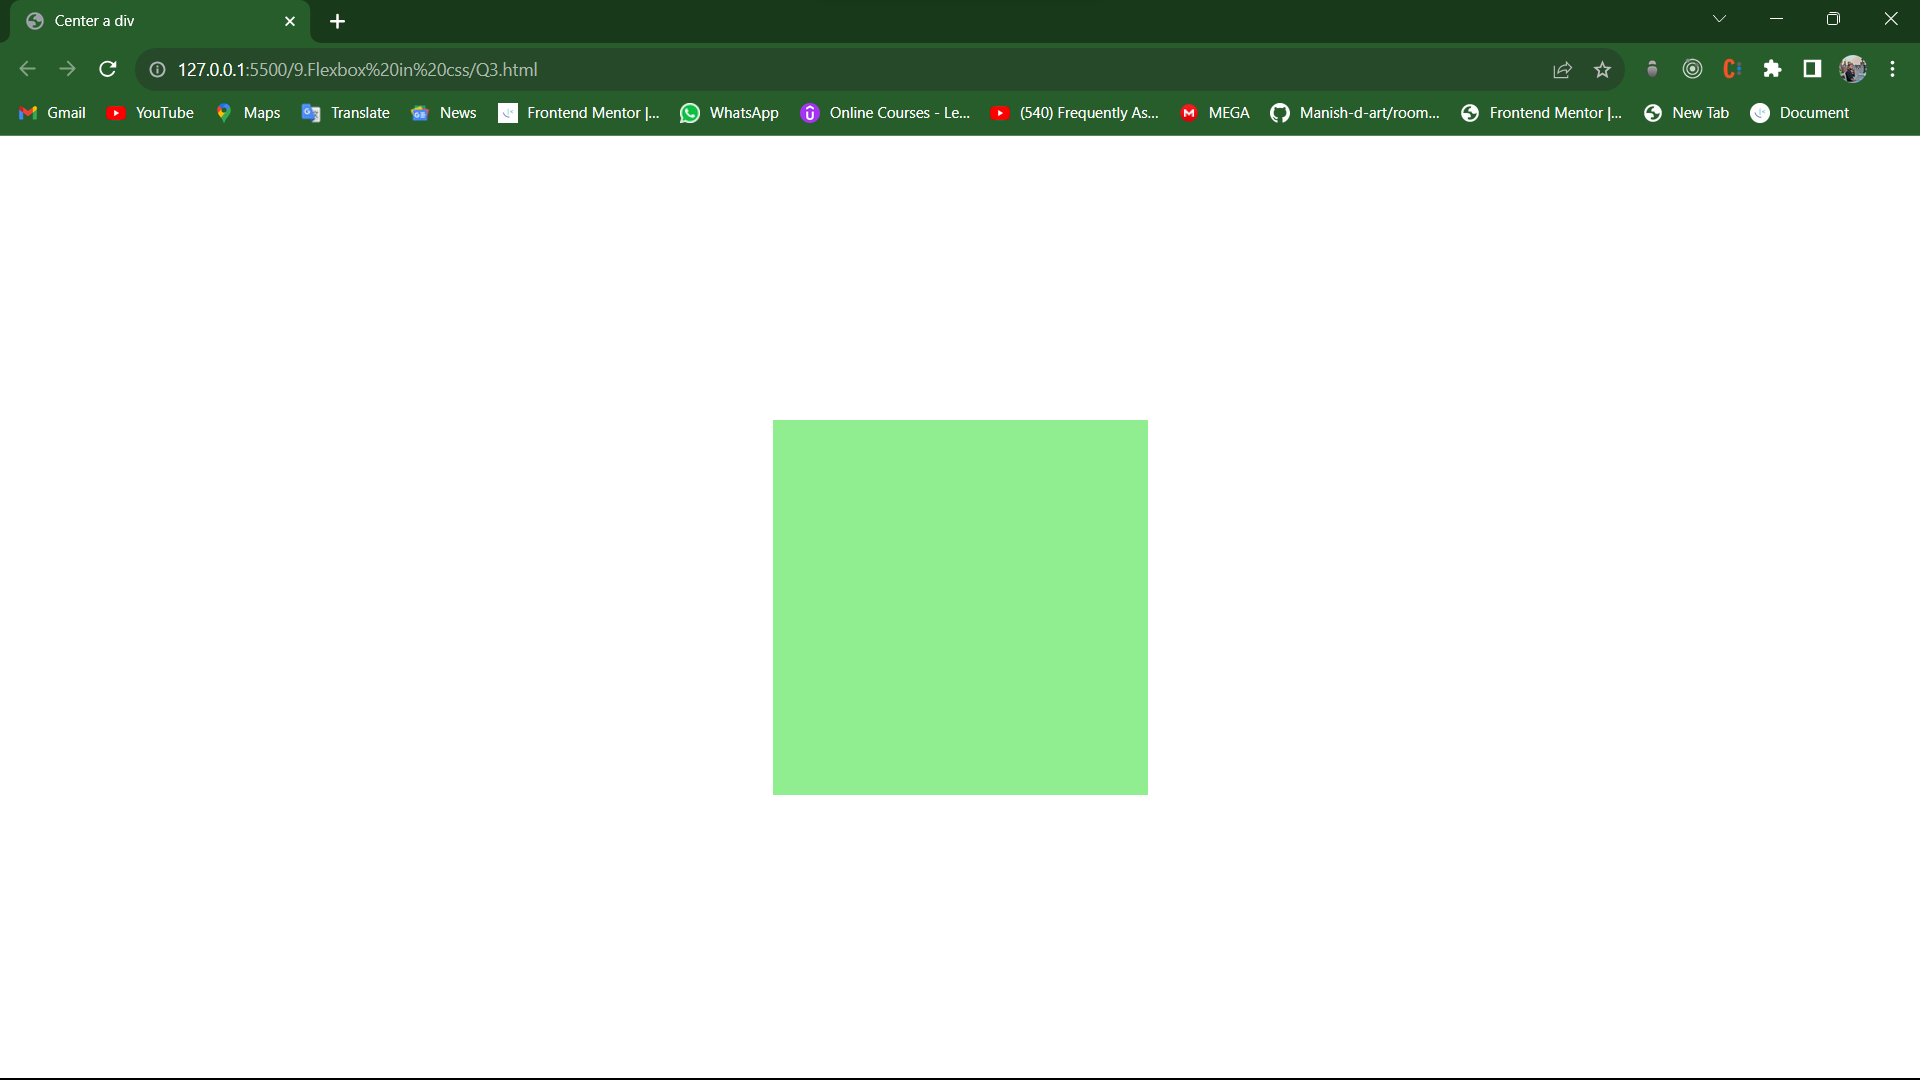 Center a div
127.0.0.1:5500/9.Flexbox%20in%20css/Q3.html
Gmail YouTube Maps Translate News Frontend Mentor |... WhatsApp Online Courses - Le... (540) Frequently As... MEGA Manish-d-art/room... Frontend Mentor |... New Tab Document